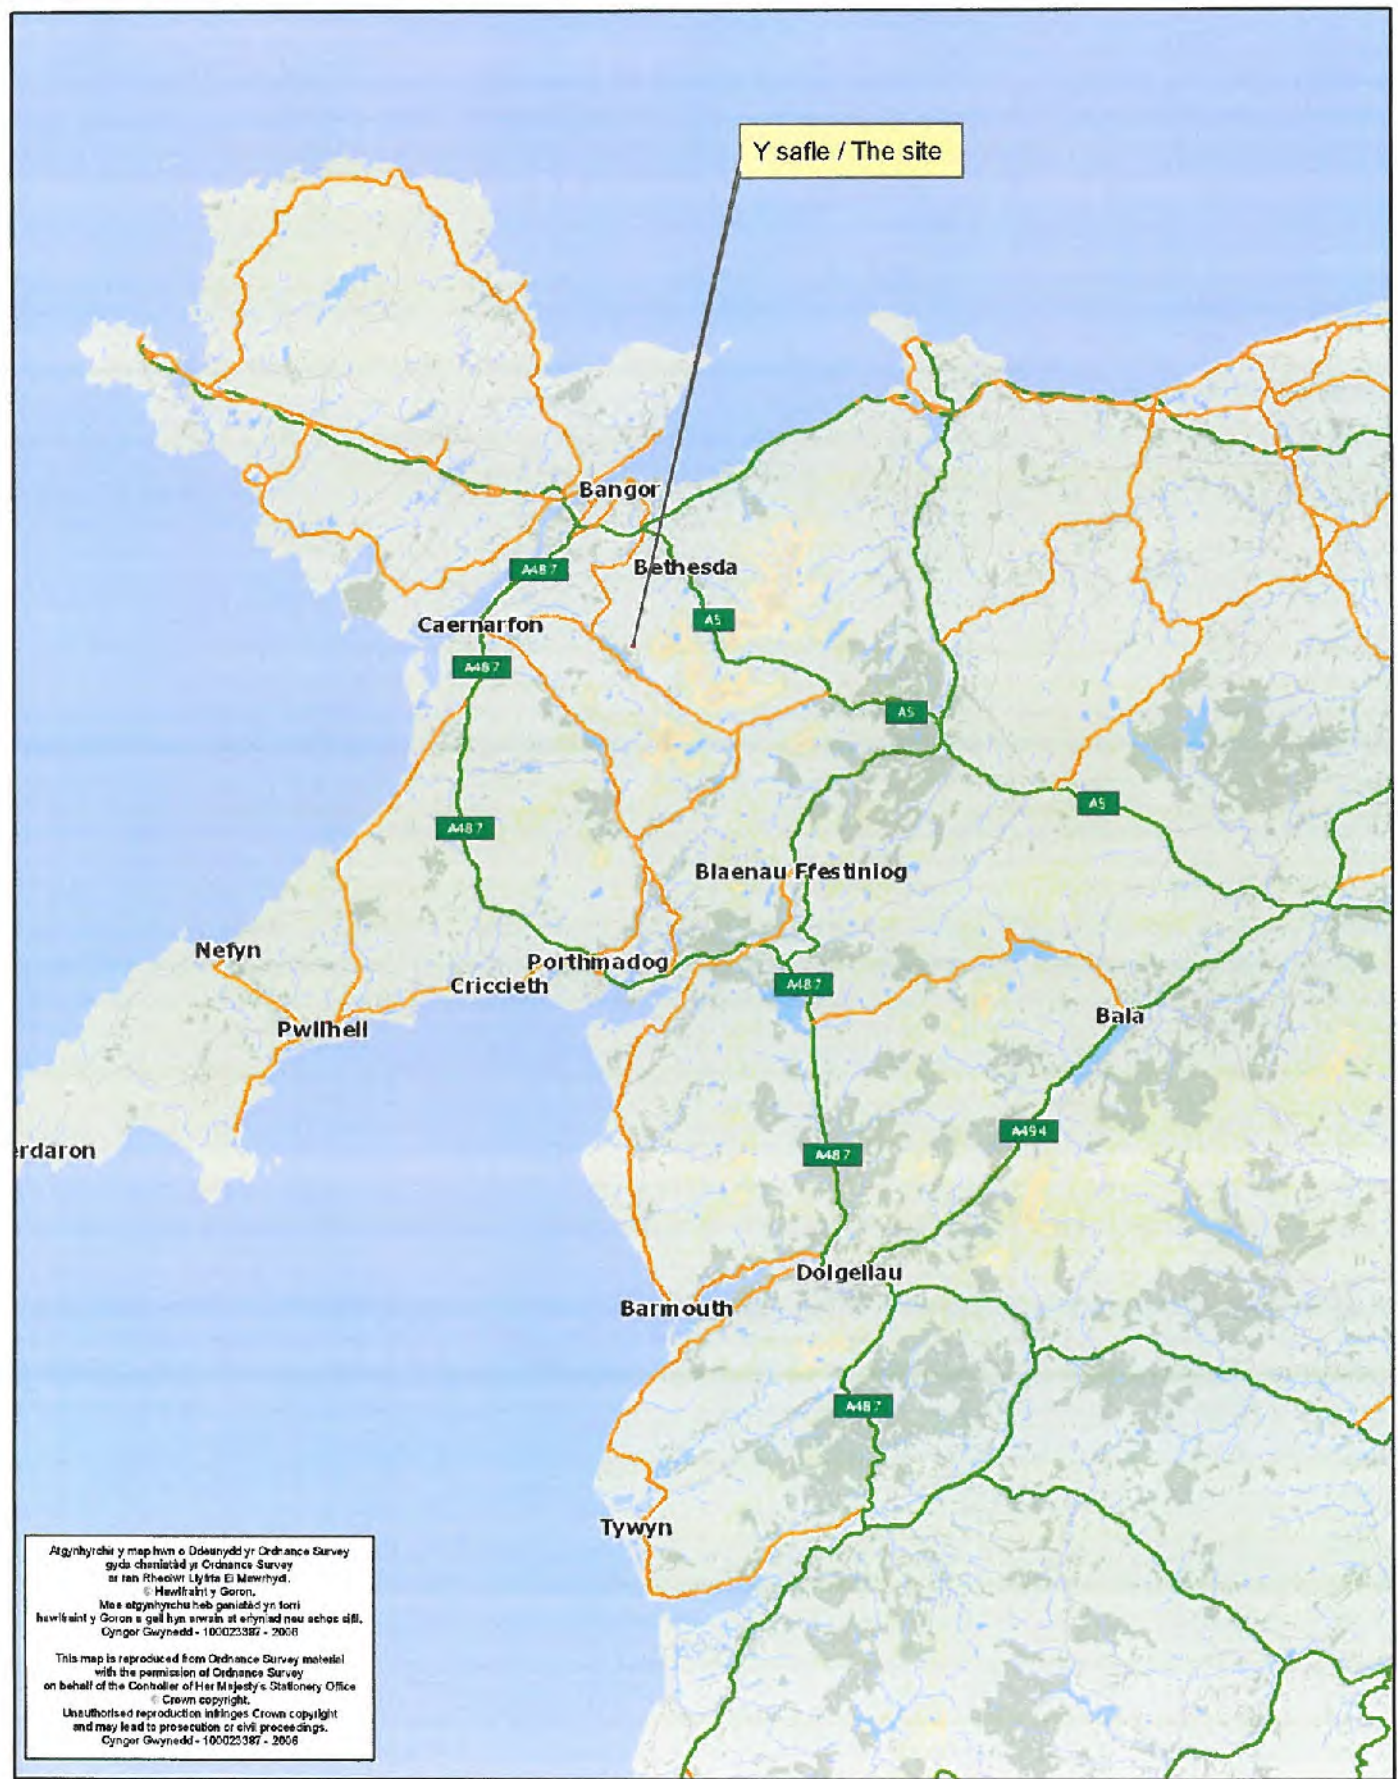 Y safle / The site
Bangor
A487
Bethesda
Caernarfon
A5
A487
A5
A5
A487
Blaenau Ffestiniog
Nefyn
Porthmadog
Criccieth
A487
Pwllheli
Bala
erdaron
A494
A487
Dolgellau
Barmouth
A487
Tywyn
Atgynhyrchir y map hwn o Ddeunydd yr Ordnance Survey
gyda chaniatâd yr Ordnance Survey
ar ran Rheolwr Llyfrfa Ei Mawrhydi.
© Hawlfraint y Goron.
Mae atgynhyrchu heb ganiatâd yn torri
hawlfraint y Goron a gall hyn arwain at erlyniad neu achos sifil.
Cyngor Gwynedd - 100023387 - 2006
This map is reproduced from Ordnance Survey material
with the permission of Ordnance Survey
on behalf of the Controller of Her Majesty's Stationery Office
© Crown copyright.
Unauthorised reproduction infringes Crown copyright
and may lead to prosecution or civil proceedings.
Cyngor Gwynedd - 100023387 - 2006